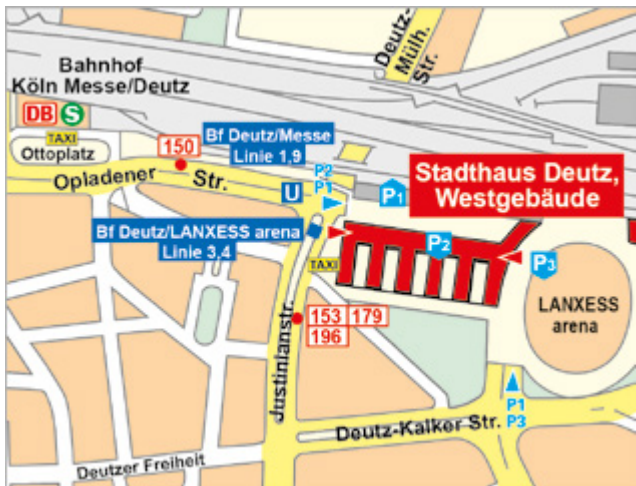 Deutz-
Mülh.
Str.
Bahnhof
Köln Messe/Deutz
DB S
TAXI
Ottoplatz
150
Bf Deutz/Messe
Linie 1,9
Opladener Str.
U
P2
P1
P1
Stadthaus Deutz,
Westgebäude
Bf Deutz/LANXESS arena
Linie 3,4
P2
P3
TAXI
LANXESS
arena
153 179
196
Justinianstr.
P1
P3
Deutz-Kalker Str.
Deutzer Freiheit